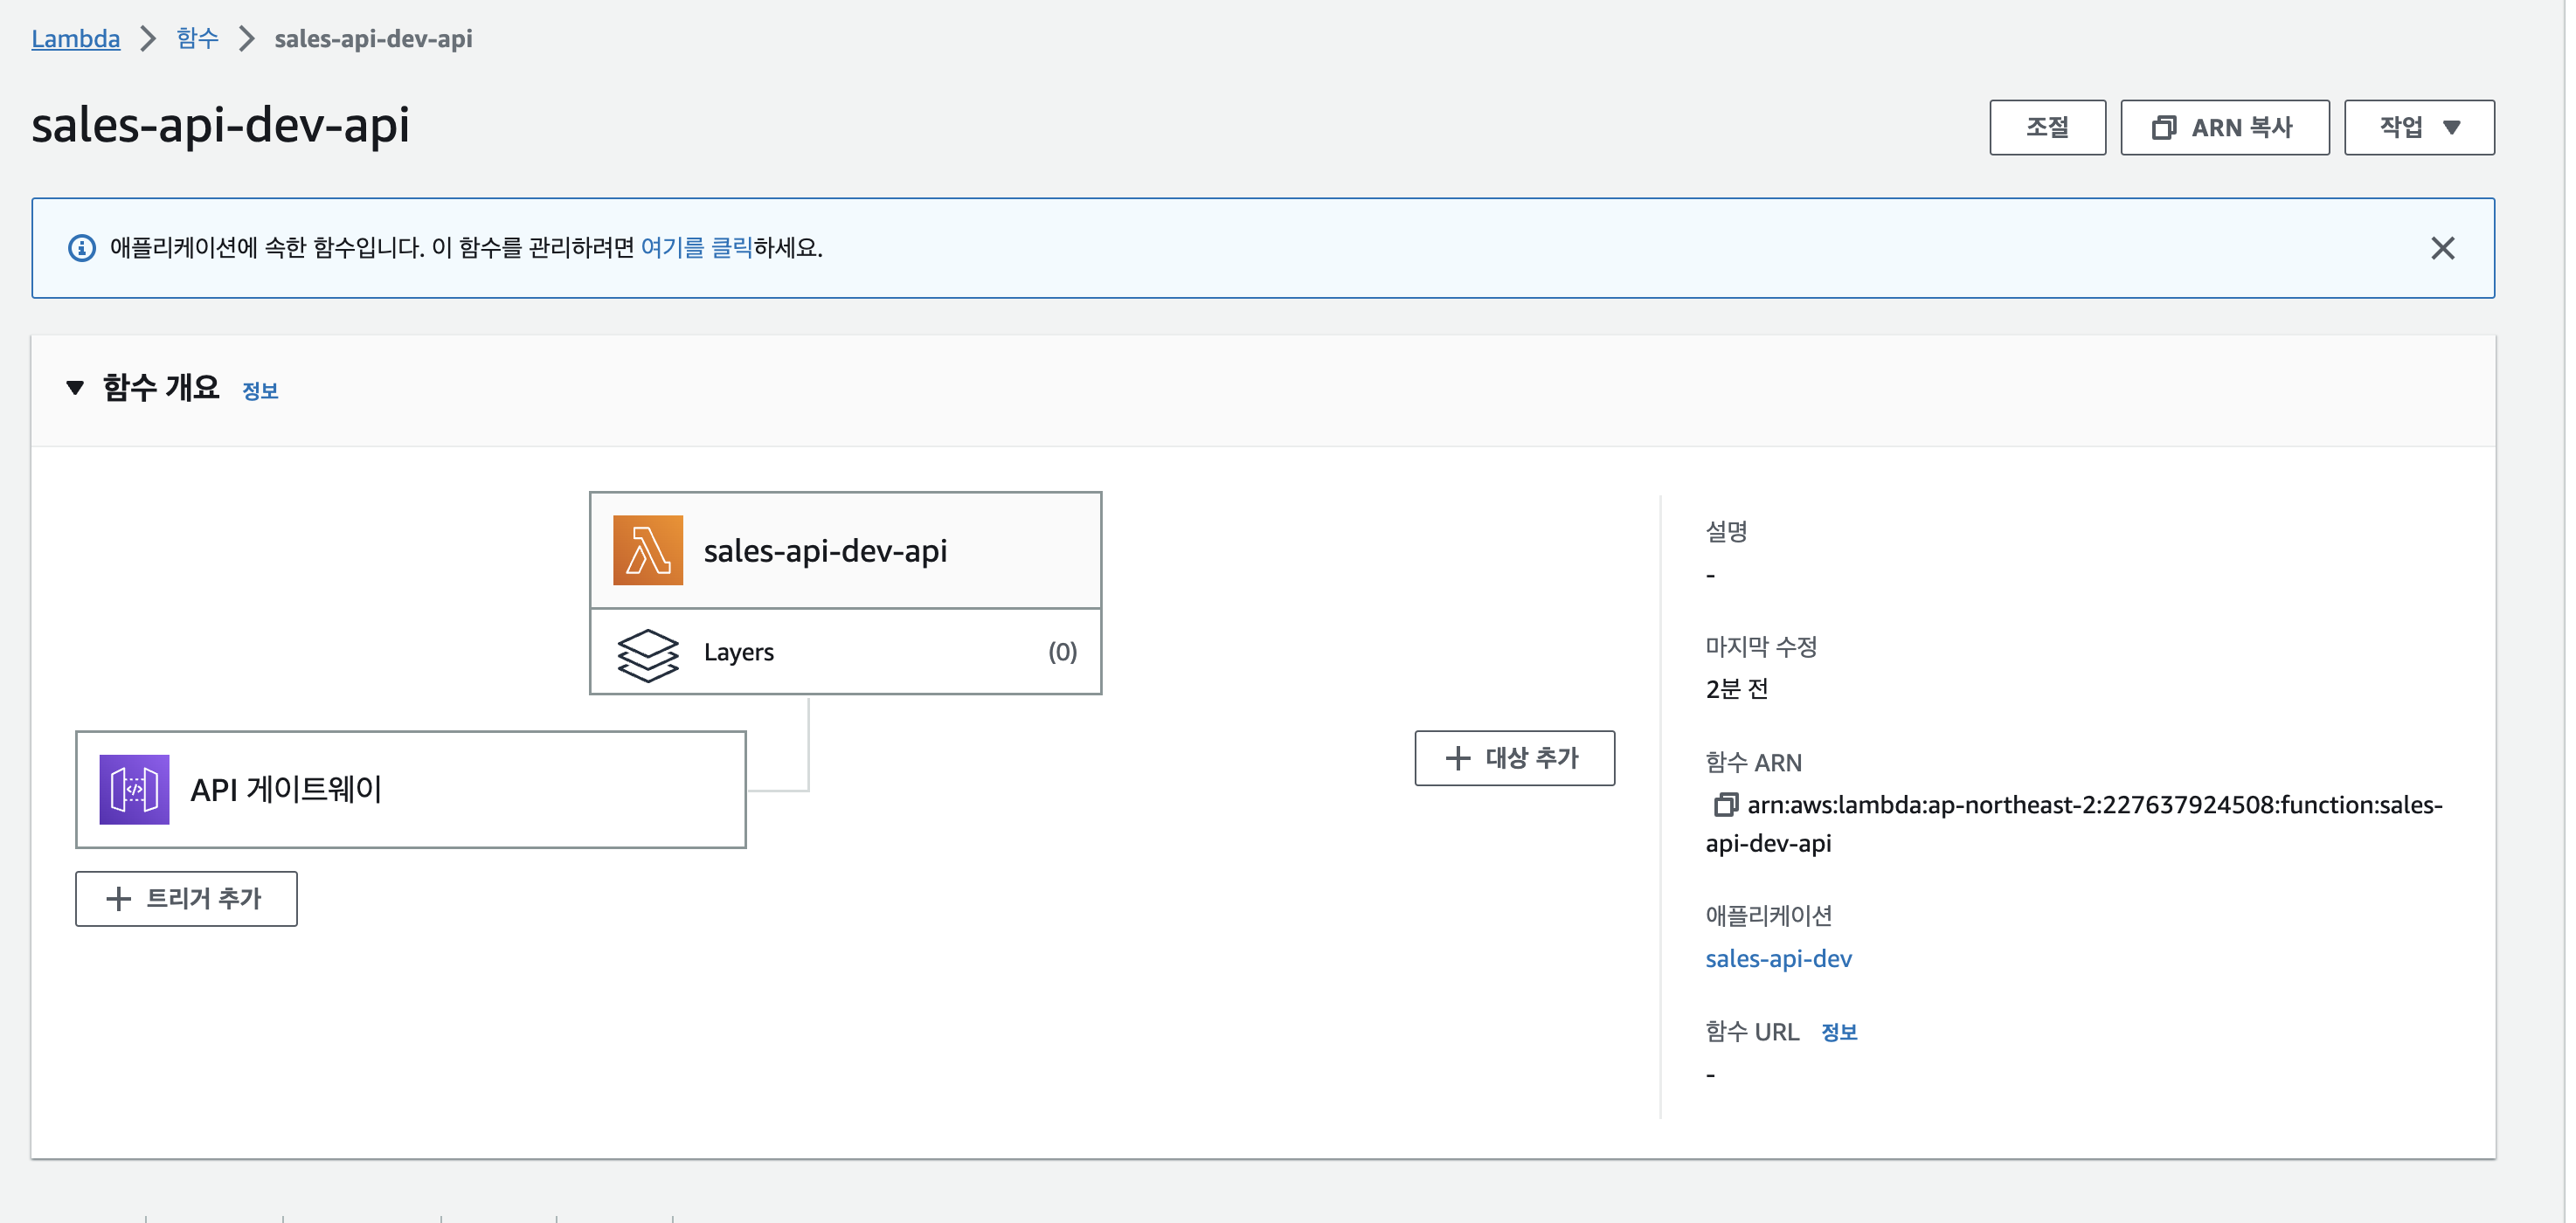 Lambda > 함수 > sales-api-dev-api
sales-api-dev-api
조절
ARN 복사
작업 ▼
애플리케이션에 속한 함수입니다. 이 함수를 관리하려면 여기를 클릭하세요.
▼ 함수 개요 정보
sales-api-dev-api
Layers (0)
API 게이트웨이
+ 트리거 추가
+ 대상 추가
설명
-
마지막 수정
2분 전
함수 ARN
arn:aws:lambda:ap-northeast-2:227637924508:function:sales-
api-dev-api
애플리케이션
sales-api-dev
함수 URL 정보
-